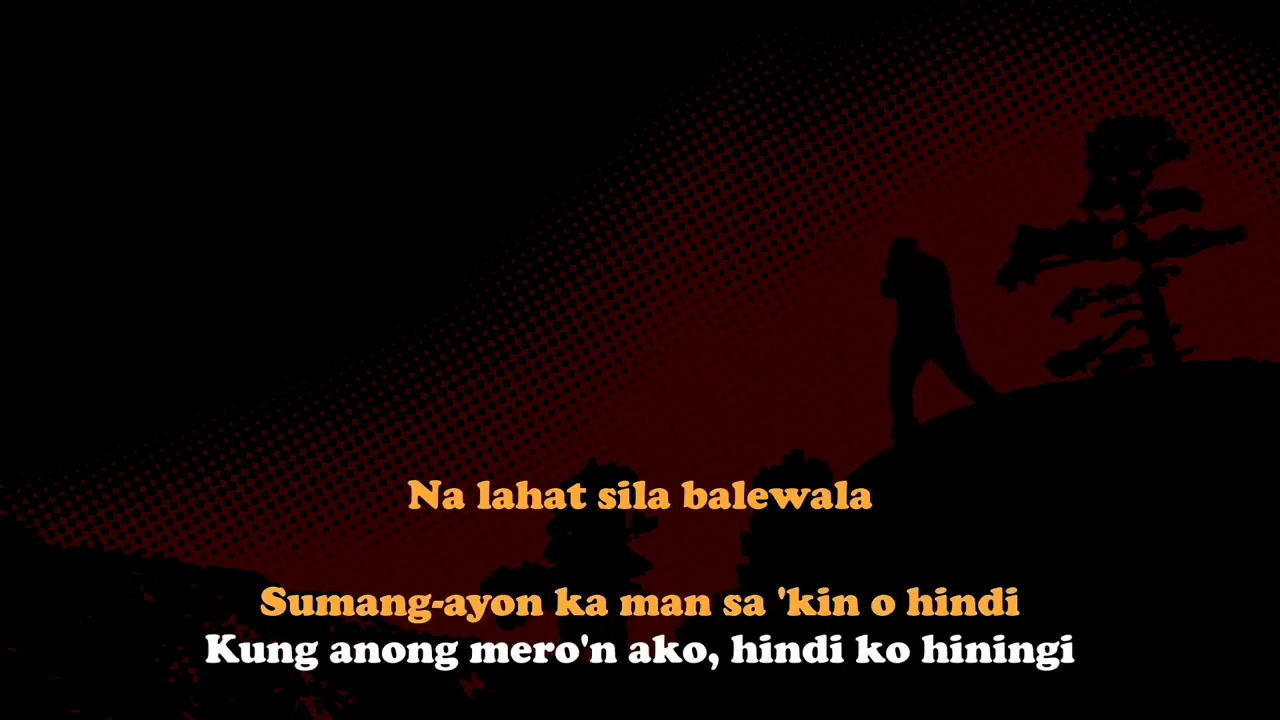 Na lahat sila balewala
Sumang-ayon ka man sa 'kin o hindi
Kung anong mero'n ako, hindi ko hiningi